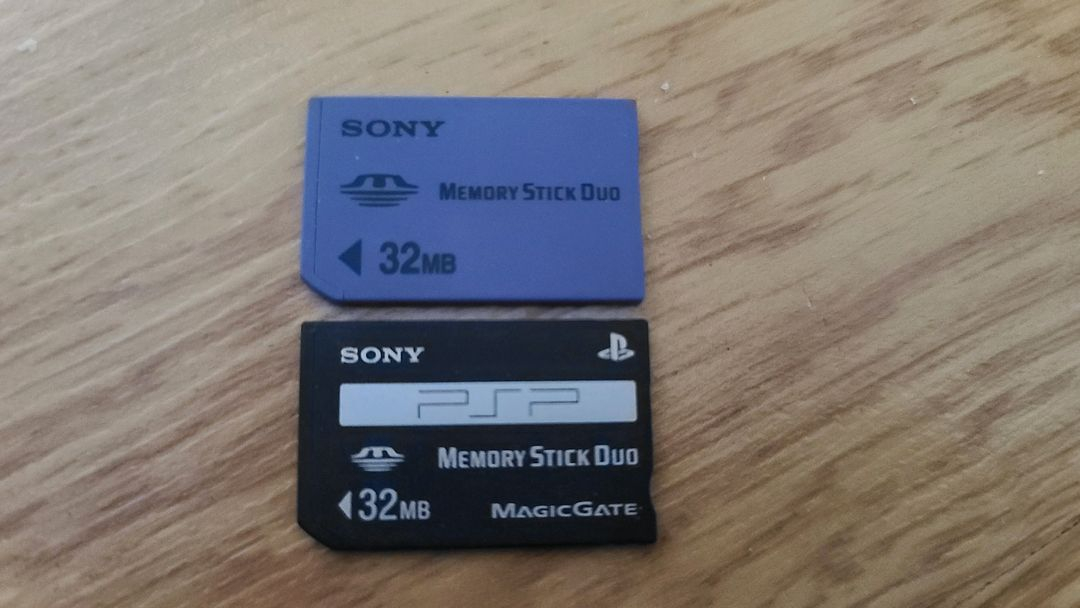 SONY
MEMORY STICK DUO
32MB
SONY
PSP
MEMORY STICK DUO
32MB MAGICGATE